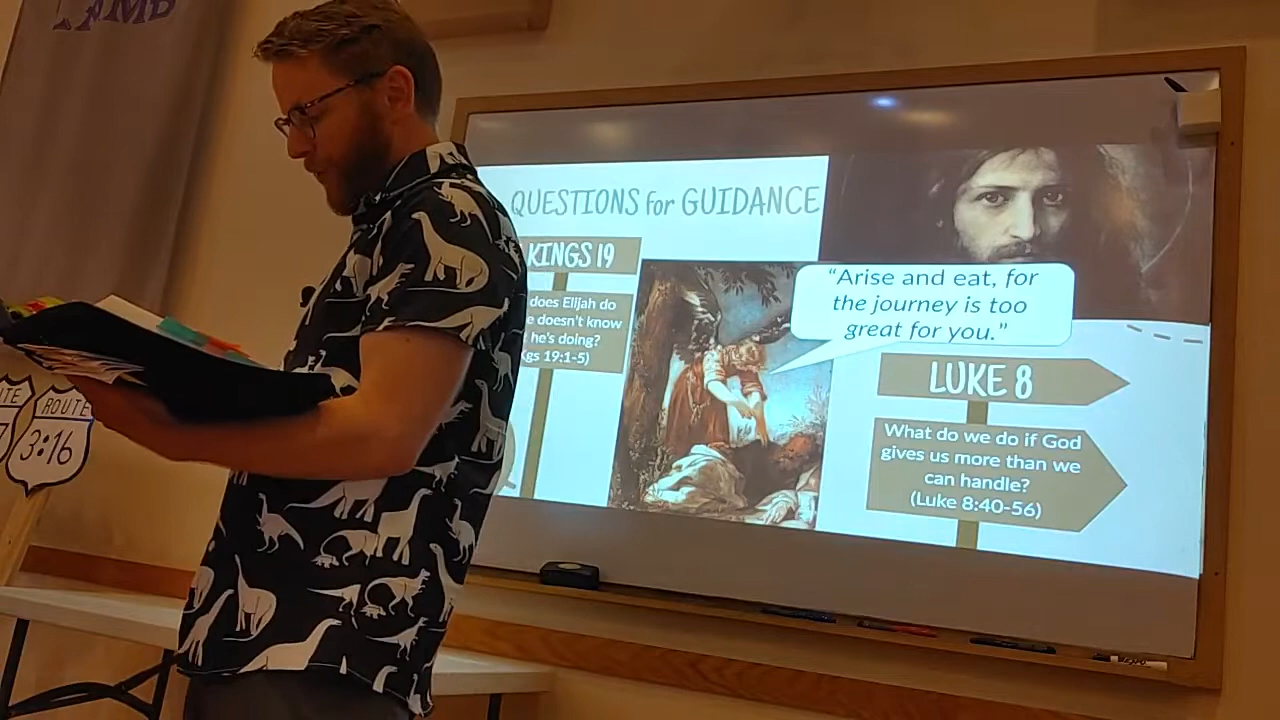 QUESTIONS for GUIDANCE
KINGS 19
does Elijah do
doesn't know
he's doing?
19:1-5)
"Arise and eat, for
the journey is too
great for you."
LUKE 8
What do we do if God
gives us more than we
can handle?
(Luke 8:40-56)
ROUTE
3:16